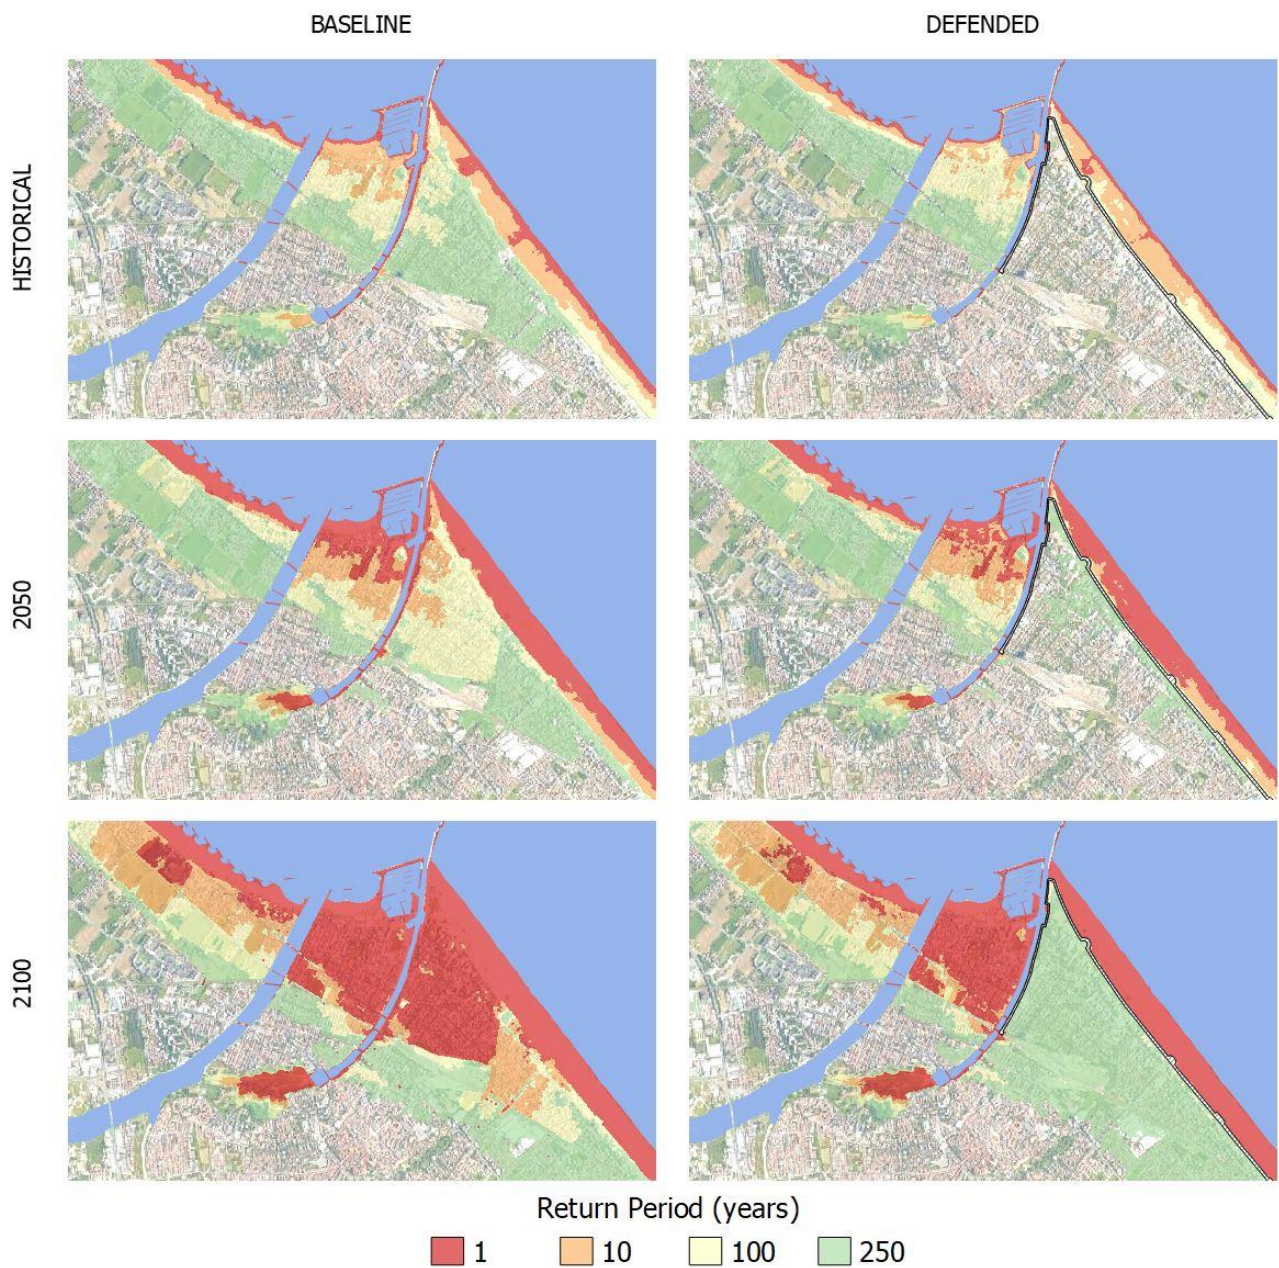 BASELINE
DEFENDED
HISTORICAL
2050
2100
Return Period (years)
1 10 100 250